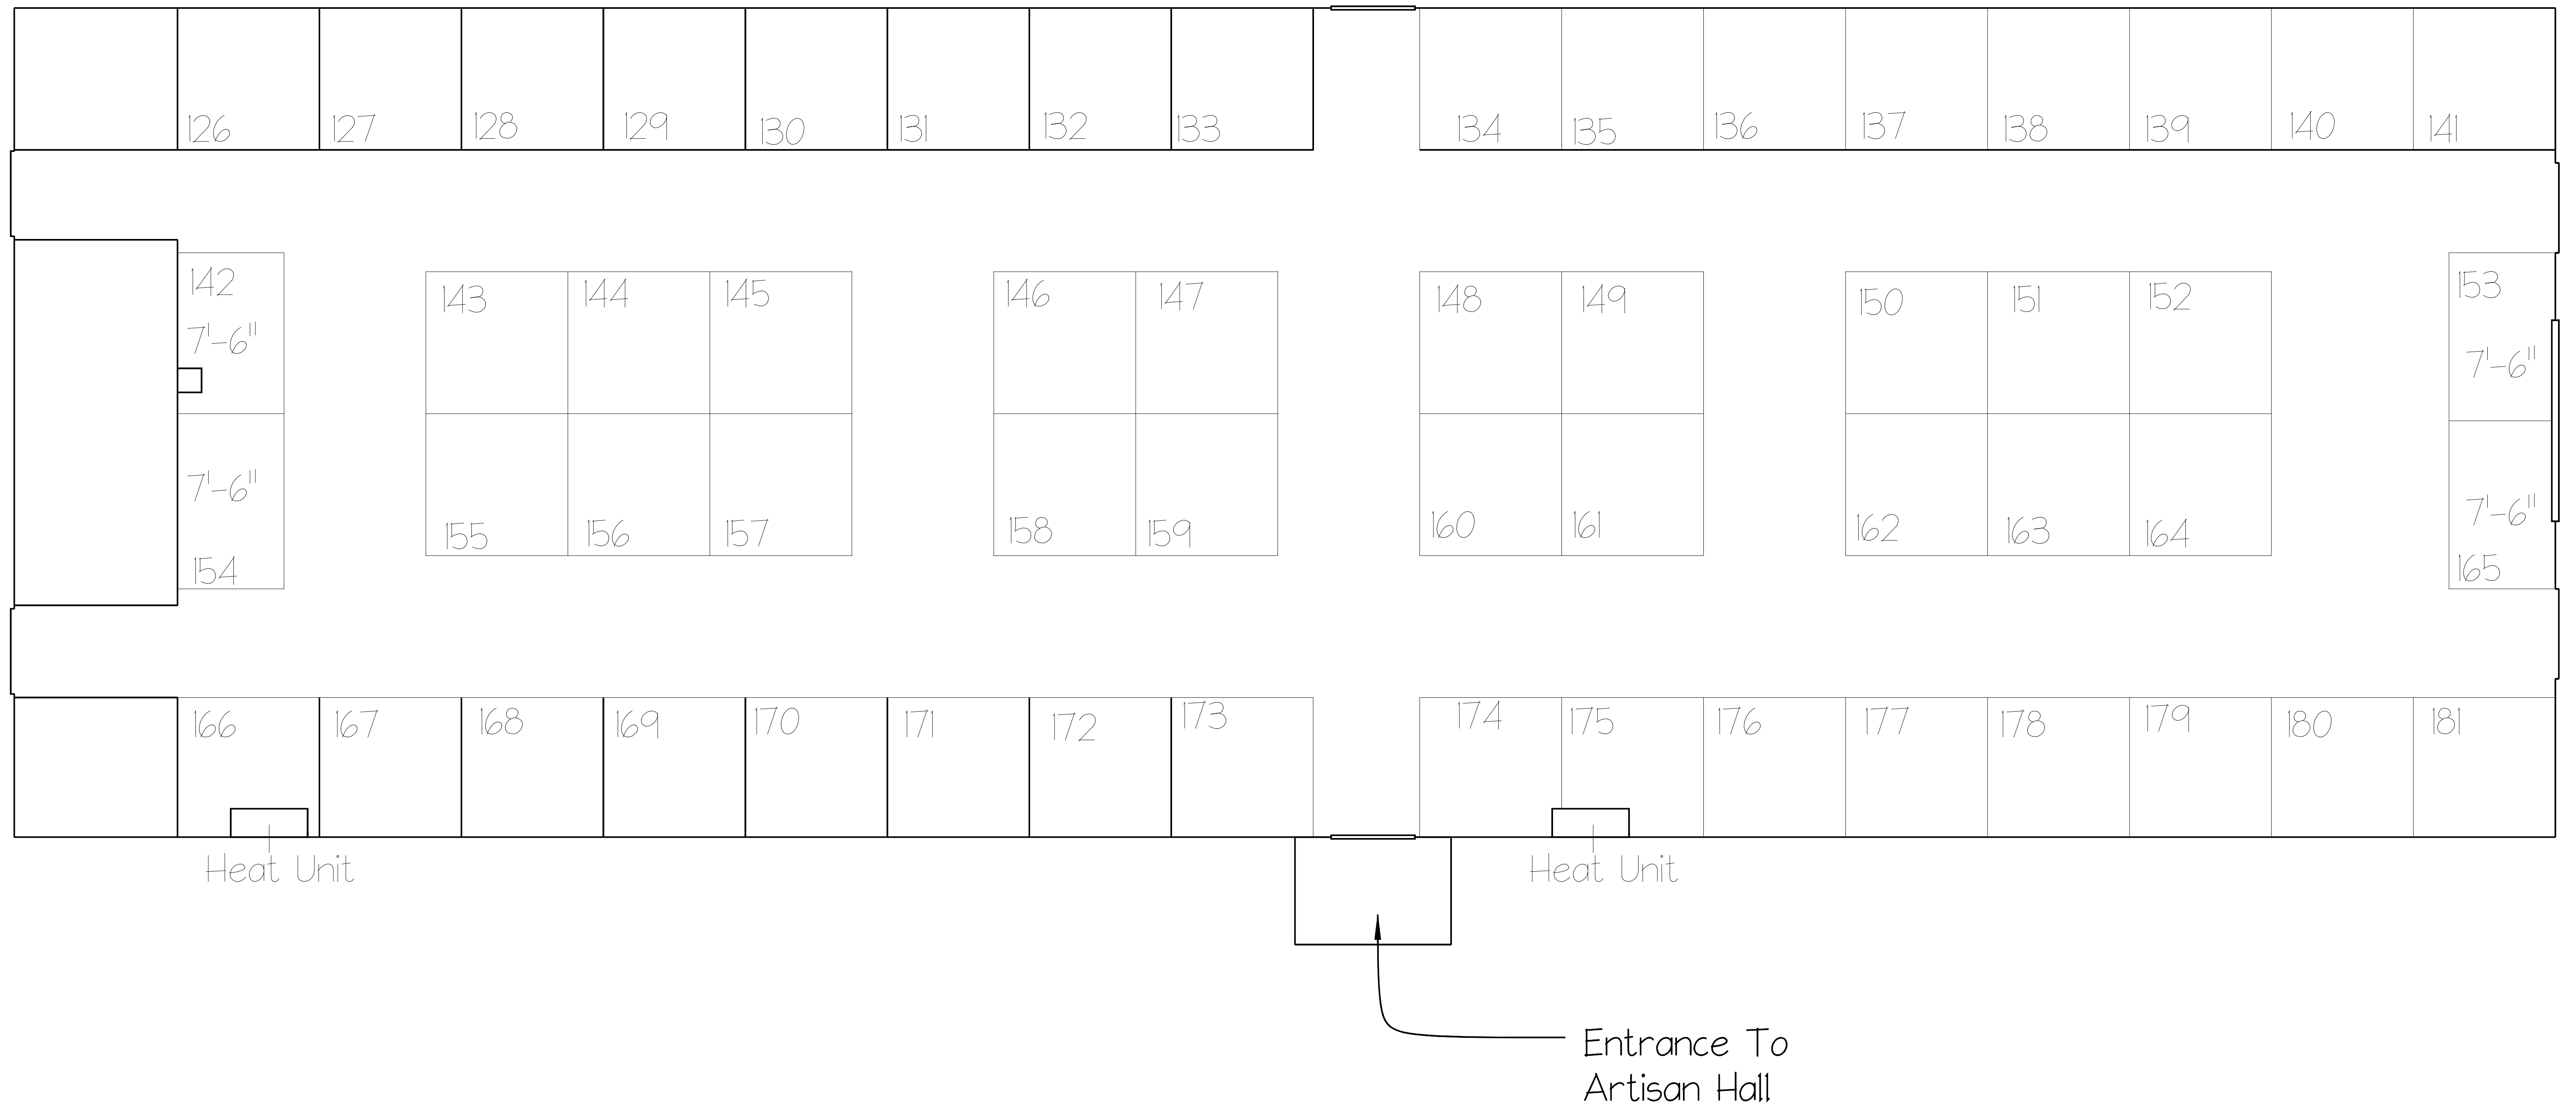 126 127 128 129 130 131 132 133 134 135 136 137 138 139 140 141
142 143 144 145 146 147 148 149 150 151 152 153
7'-6" 7'-6"
7'-6" 7'-6"
154 155 156 157 158 159 160 161 162 163 164 165
166 167 168 169 170 171 172 173 174 175 176 177 178 179 180 181
Heat Unit Heat Unit
Entrance To
Artisan Hall